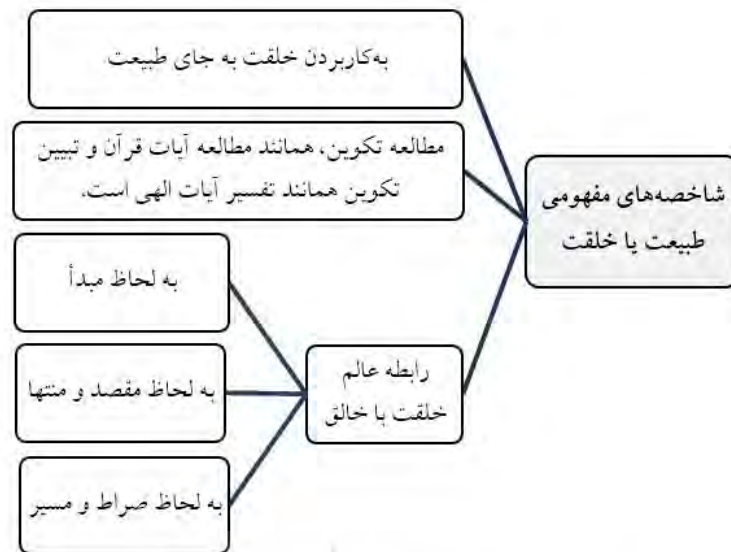 شاخصه‌های مفهومی
طبیعت یا خلقت
به‌کاربردن خلقت به جای طبیعت
مطالعه تکوین، همانند مطالعه آیات قرآن و تبیین
تکوین همانند تفسیر آیات الهی است.
رابطه عالم
خلقت با خالق
به لحاظ مبدأ
به لحاظ مقصد و منتها
به لحاظ صراط و مسیر